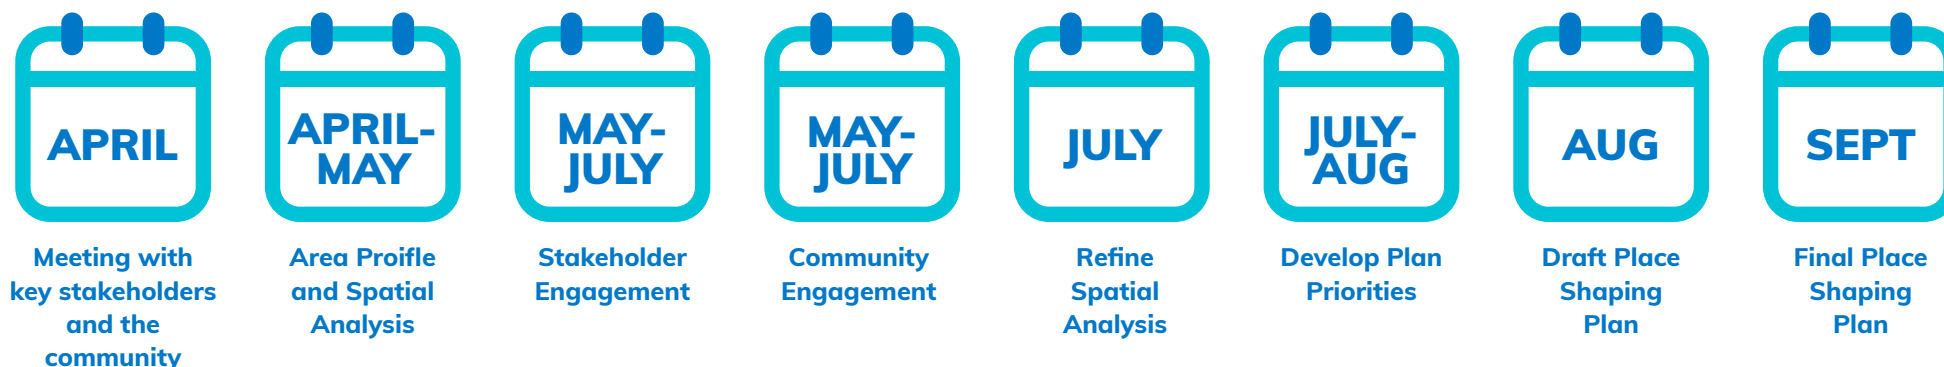 APRIL
Meeting with
key stakeholders
and the
community
APRIL-
MAY
Area Proifle
and Spatial
Analysis
MAY-
JULY
Stakeholder
Engagement
MAY-
JULY
Community
Engagement
JULY
Refine
Spatial
Analysis
JULY-
AUG
Develop Plan
Priorities
AUG
Draft Place
Shaping
Plan
SEPT
Final Place
Shaping
Plan